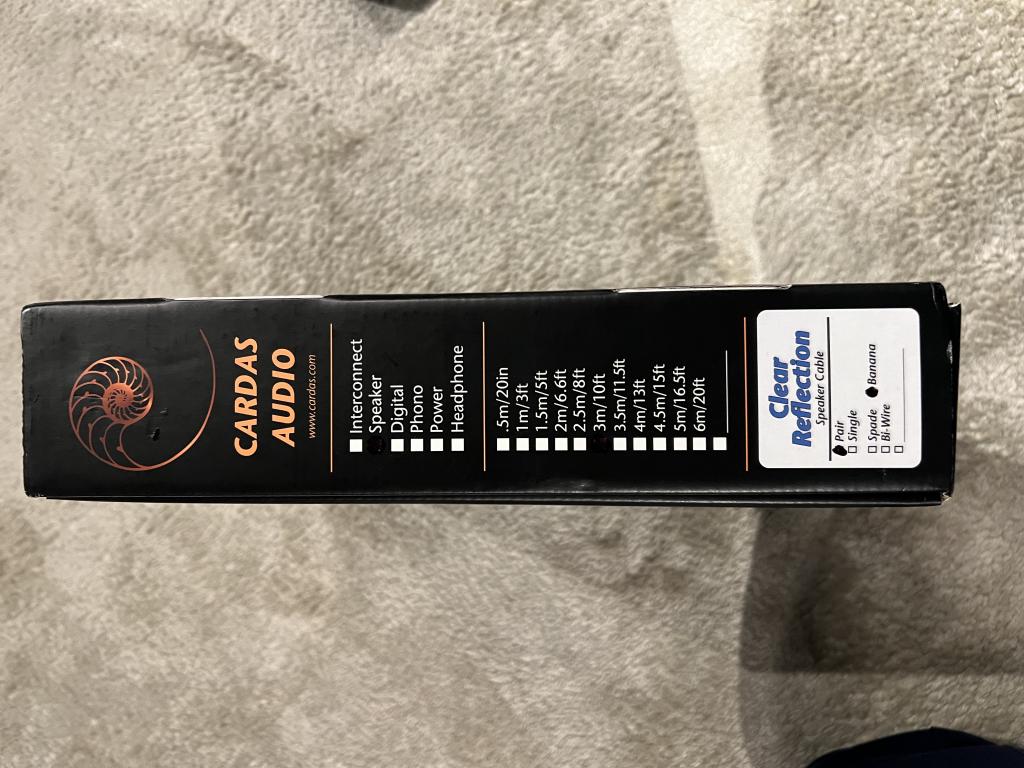 CARDAS
AUDIO
www.cardas.com
Interconnect
Speaker
Digital
Phono
Power
Headphone
.5m/20in
1m/3ft
1.5m/5ft
2m/6.6ft
2.5m/8ft
3m/10ft
3.5m/11.5ft
4m/13ft
4.5m/15ft
5m/16.5ft
6m/20ft
Clear
Reflection
Speaker Cable
Pair
Single
Spade Banana
Bi-Wire